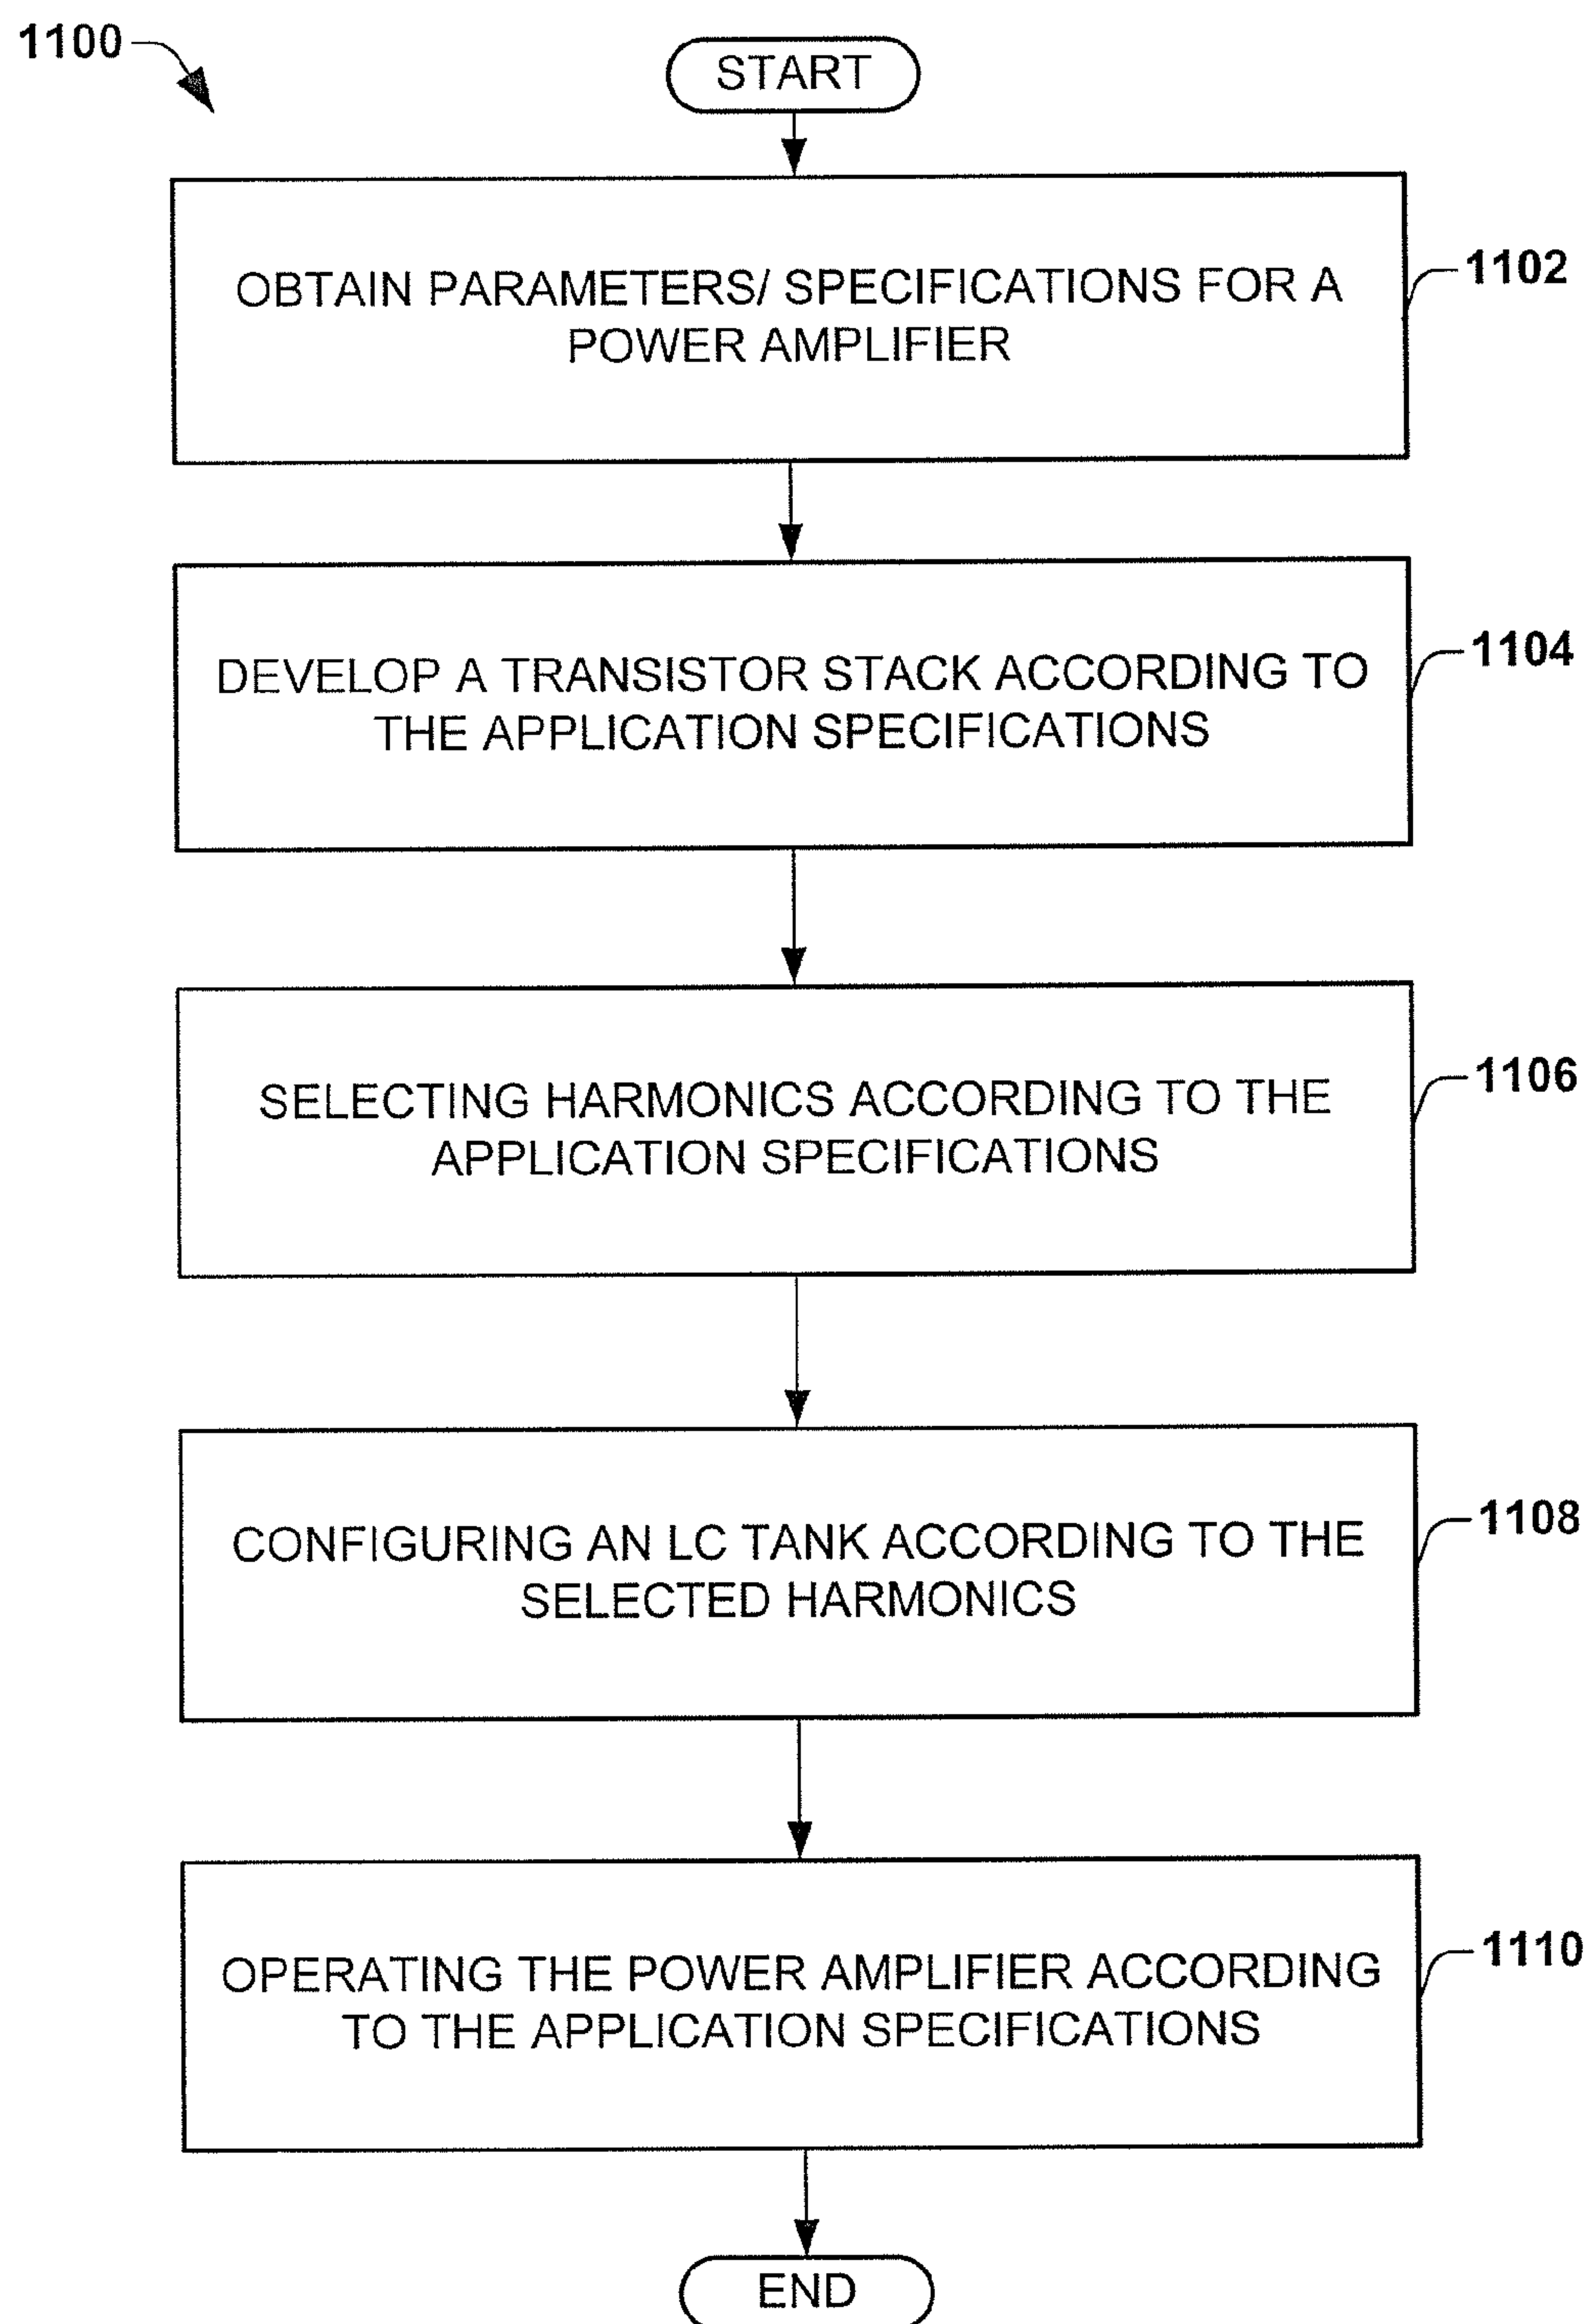 1100
START
OBTAIN PARAMETERS/ SPECIFICATIONS FOR A
POWER AMPLIFIER
1102
DEVELOP A TRANSISTOR STACK ACCORDING TO
THE APPLICATION SPECIFICATIONS
1104
SELECTING HARMONICS ACCORDING TO THE
APPLICATION SPECIFICATIONS
1106
CONFIGURING AN LC TANK ACCORDING TO THE
SELECTED HARMONICS
1108
OPERATING THE POWER AMPLIFIER ACCORDING
TO THE APPLICATION SPECIFICATIONS
1110
END